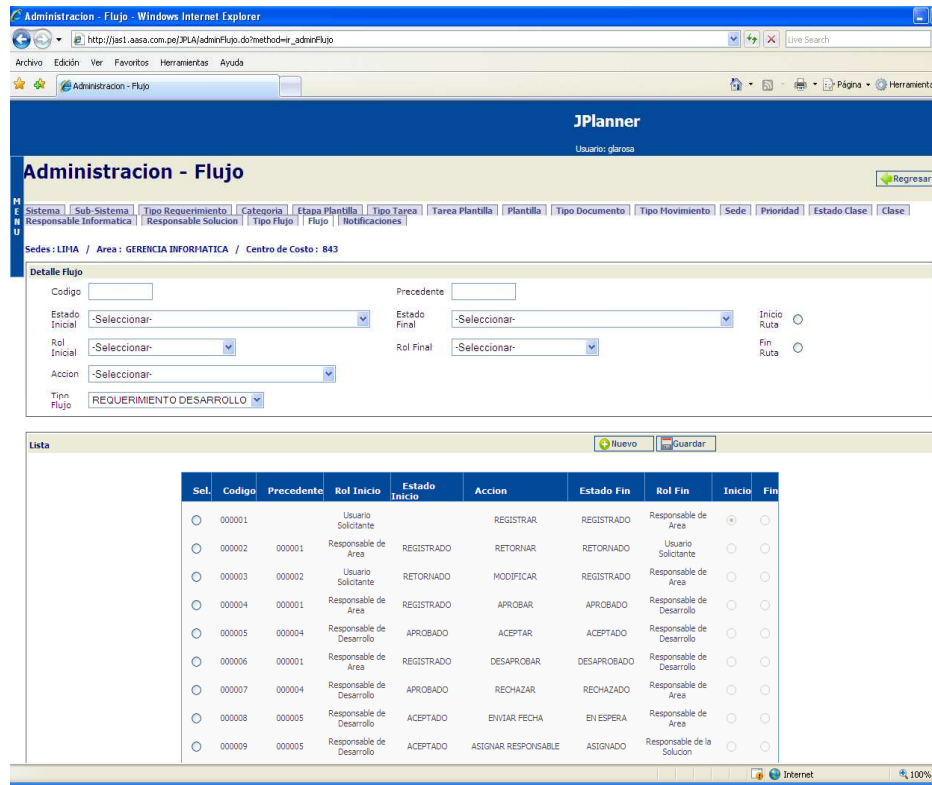 Administracion - Flujo - Windows Internet Explorer
http://jas1.aasa.com.pe/JPLA/adminFlujo.do?method=ir_adminFlujo
Live Search
Archivo Edición Ver Favoritos Herramientas Ayuda
Administracion - Flujo
Página Herramienta
JPlanner
Usuario: glarosa
Administracion - Flujo
Regresar
MENU
Sistema Sub-Sistema Tipo Requerimiento Categoria Etapa Plantilla Tipo Tarea Tarea Plantilla Plantilla Tipo Documento Tipo Movimiento Sede Prioridad Estado Clase Clase
Responsable Informatica Responsable Solucion Tipo Flujo Flujo Notificaciones
Sedes : LIMA / Area : GERENCIA INFORMATICA / Centro de Costo : 843
Detalle Flujo
Codigo Precedente
Estado Inicial -Seleccionar- Estado Final -Seleccionar- Inicio Ruta
Rol Inicial -Seleccionar- Rol Final -Seleccionar- Fin Ruta
Accion -Seleccionar-
Tipo Flujo REQUERIMIENTO DESARROLLO
Lista Nuevo Guardar
Sel. Codigo Precedente Rol Inicio Estado Inicio Accion Estado Fin Rol Fin Inicio Fin
000001 Usuario Solicitante REGISTRAR REGISTRADO Responsable de Area
000002 000001 Responsable de Area REGISTRADO RETORNAR RETORNADO Usuario Solicitante
000003 000002 Usuario Solicitante RETORNADO MODIFICAR REGISTRADO Responsable de Area
000004 000001 Responsable de Area REGISTRADO APROBAR APROBADO Responsable de Desarrollo
000005 000004 Responsable de Desarrollo APROBADO ACEPTAR ACEPTADO Responsable de Desarrollo
000006 000001 Responsable de Area REGISTRADO DESAPROBAR DESAPROBADO Responsable de Desarrollo
000007 000004 Responsable de Desarrollo APROBADO RECHAZAR RECHAZADO Responsable de Area
000008 000005 Responsable de Desarrollo ACEPTADO ENVIAR FECHA EN ESPERA Responsable de Area
000009 000005 Responsable de Desarrollo ACEPTADO ASIGNAR RESPONSABLE ASIGNADO Responsable de la Solucion
Internet 100%